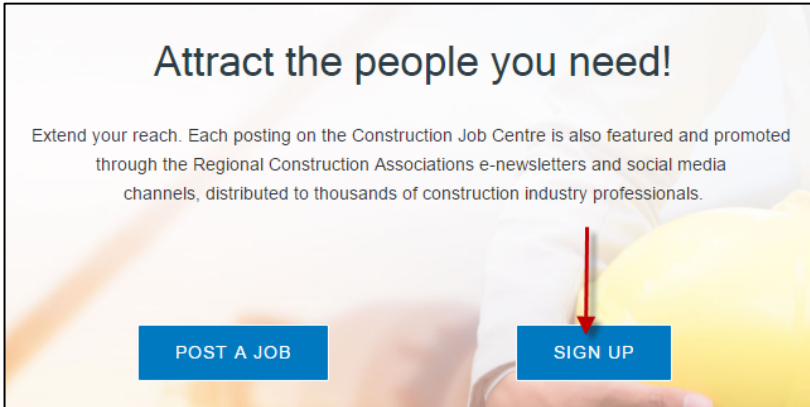 Attract the people you need!
Extend your reach. Each posting on the Construction Job Centre is also featured and promoted
through the Regional Construction Associations e-newsletters and social media
channels, distributed to thousands of construction industry professionals.
POST A JOB
SIGN UP